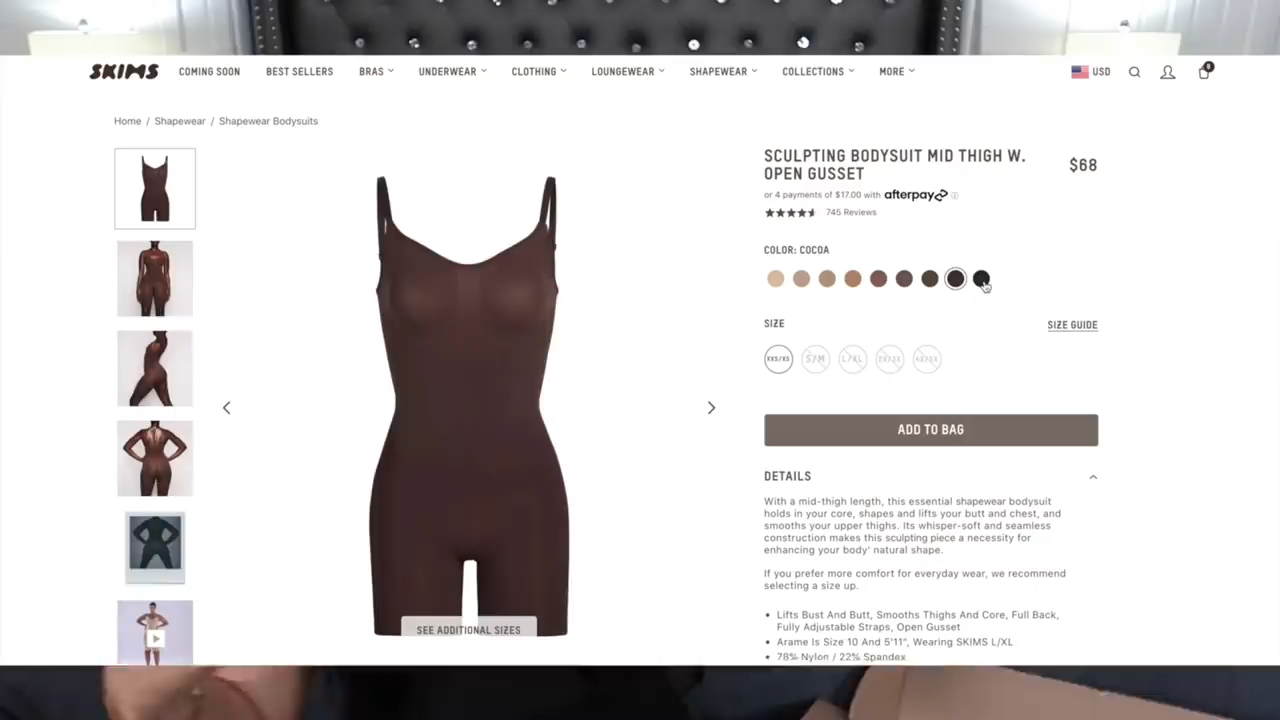 SKIMS COMING SOON BEST SELLERS BRAS UNDERWEAR CLOTHING LOUNGEWEAR SHAPEWEAR COLLECTIONS MORE USD
Home / Shapewear / Shapewear Bodysuits
SCULPTING BODYSUIT MID THIGH W.
OPEN GUSSET
$68
or 4 payments of $17.00 with afterpay
745 Reviews
COLOR: COCOA
SIZE
SIZE GUIDE
XXS/XS S/M L/XL 2X/3X 4X/5X
ADD TO BAG
DETAILS
With a mid-thigh length, this essential shapewear bodysuit
holds in your core, shapes and lifts your butt and chest, and
smooths your upper thighs. Its whisper-soft and seamless
construction makes this sculpting piece a necessity for
enhancing your body' natural shape.
If you prefer more comfort for everyday wear, we recommend
selecting a size up.
• Lifts Bust And Butt, Smooths Thighs And Core, Full Back,
Fully Adjustable Straps, Open Gusset
• Arame Is Size 10 And 5'11", Wearing SKIMS L/XL
• 78% Nylon / 22% Spandex
SEE ADDITIONAL SIZES